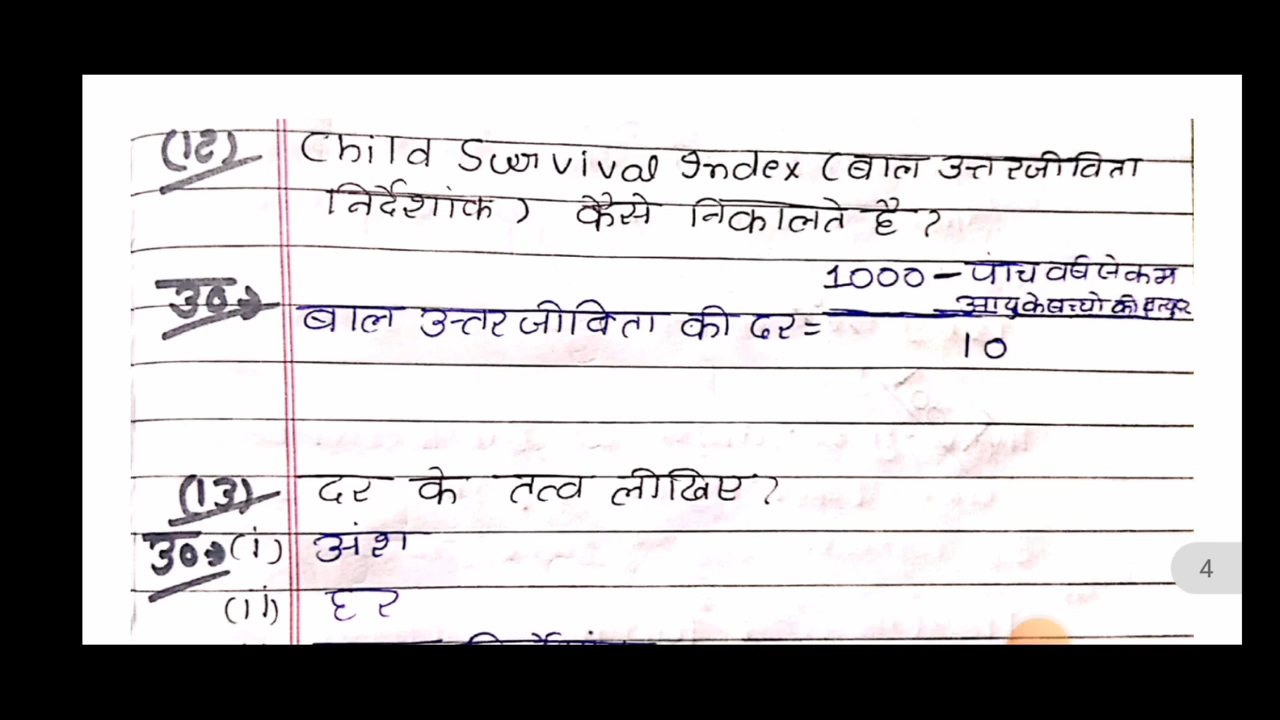 (12) Child Survival Index (बाल उत्तरजीविता
निर्देशांक) कैसे निकालते है?
उ०→ बाल उत्तरजीविता की दर = 1000 - पांच वर्ष से कम
आयु के बच्चो की मृत्युदर
10
(13) दर के तत्व लीखिए?
उ०→ (i) अंश
(ii) हर
4